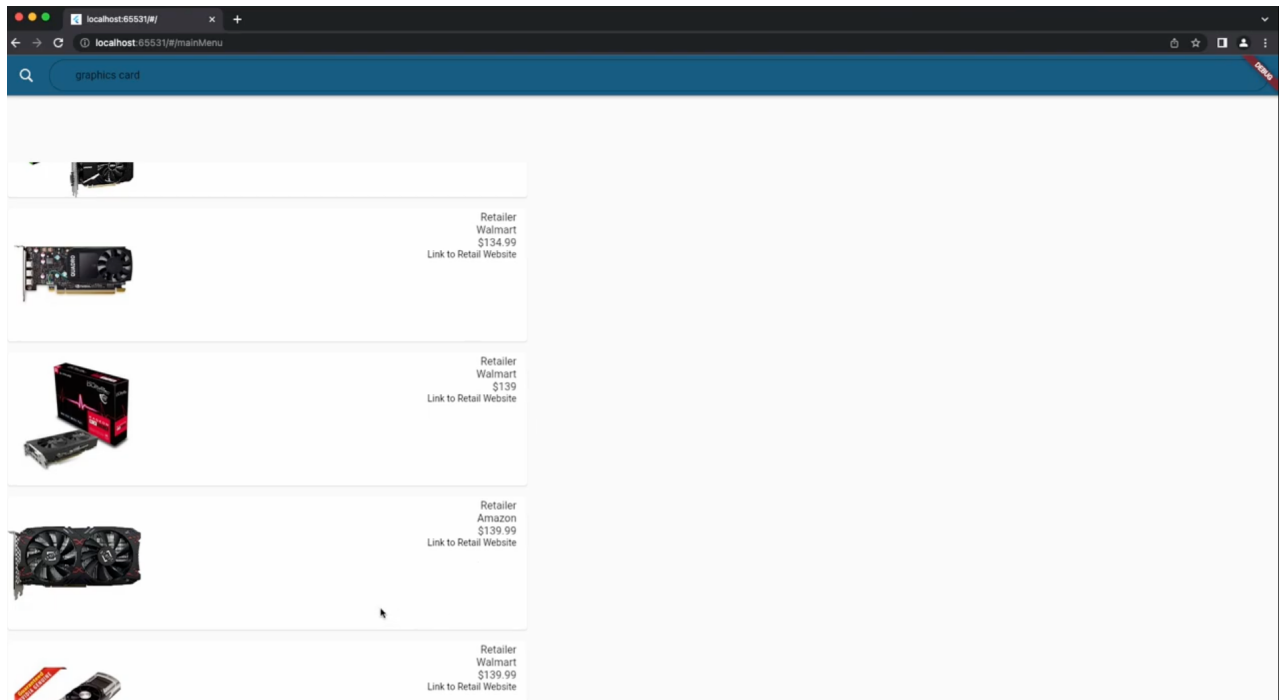 localhost:65531/#/
localhost:65531/#/mainMenu
graphics card
DEBUG
Retailer
Walmart
$134.99
Link to Retail Website
QUADRO
Retailer
Walmart
$139
Link to Retail Website
Retailer
Amazon
$139.99
Link to Retail Website
Retailer
Walmart
$139.99
Link to Retail Website